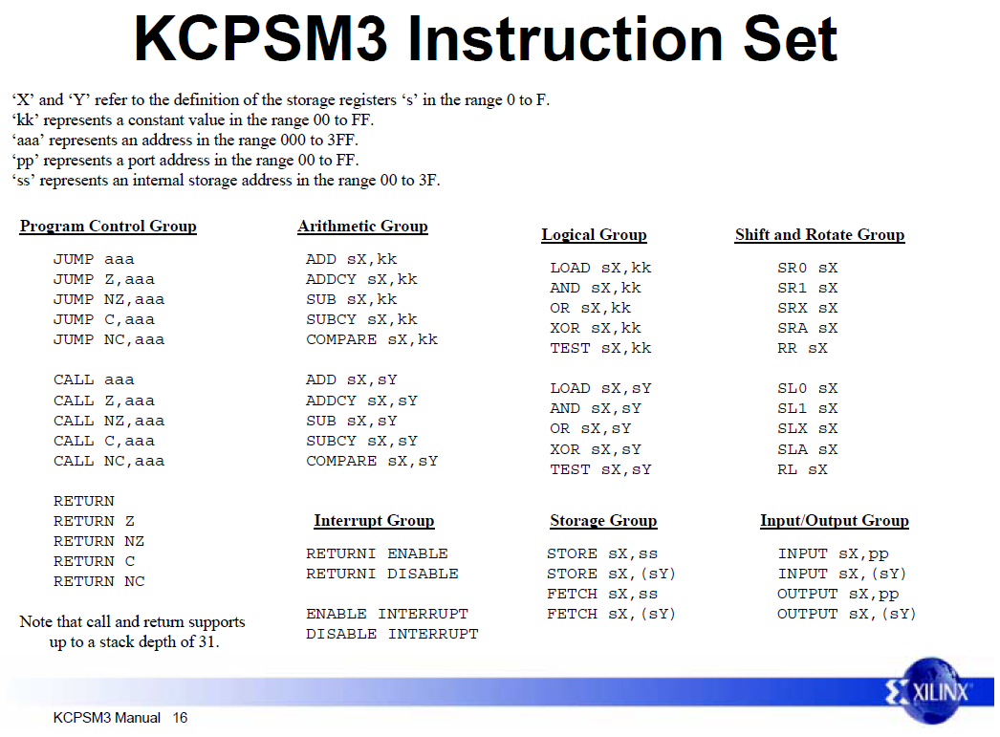 KCPSM3 Instruction Set
‘X’ and ‘Y’ refer to the definition of the storage registers ‘s’ in the range 0 to F.
‘kk’ represents a constant value in the range 00 to FF.
‘aaa’ represents an address in the range 000 to 3FF.
‘pp’ represents a port address in the range 00 to FF.
‘ss’ represents an internal storage address in the range 00 to 3F.
Program Control Group
JUMP aaa
JUMP Z,aaa
JUMP NZ,aaa
JUMP C,aaa
JUMP NC,aaa
CALL aaa
CALL Z,aaa
CALL NZ,aaa
CALL C,aaa
CALL NC,aaa
RETURN
RETURN Z
RETURN NZ
RETURN C
RETURN NC
Note that call and return supports
up to a stack depth of 31.
Arithmetic Group
ADD sX,kk
ADDCY sX,kk
SUB sX,kk
SUBCY sX,kk
COMPARE sX,kk
ADD sX,sY
ADDCY sX,sY
SUB sX,sY
SUBCY sX,sY
COMPARE sX,sY
Interrupt Group
RETURNI ENABLE
RETURNI DISABLE
ENABLE INTERRUPT
DISABLE INTERRUPT
Logical Group
LOAD sX,kk
AND sX,kk
OR sX,kk
XOR sX,kk
TEST sX,kk
LOAD sX,sY
AND sX,sY
OR sX,sY
XOR sX,sY
TEST sX,sY
Storage Group
STORE sX,ss
STORE sX,(sY)
FETCH sX,ss
FETCH sX,(sY)
Shift and Rotate Group
SR0 sX
SR1 sX
SRX sX
SRA sX
RR sX
SL0 sX
SL1 sX
SLX sX
SLA sX
RL sX
Input/Output Group
INPUT sX,pp
INPUT sX,(sY)
OUTPUT sX,pp
OUTPUT sX,(sY)
XILINX
KCPSM3 Manual 16